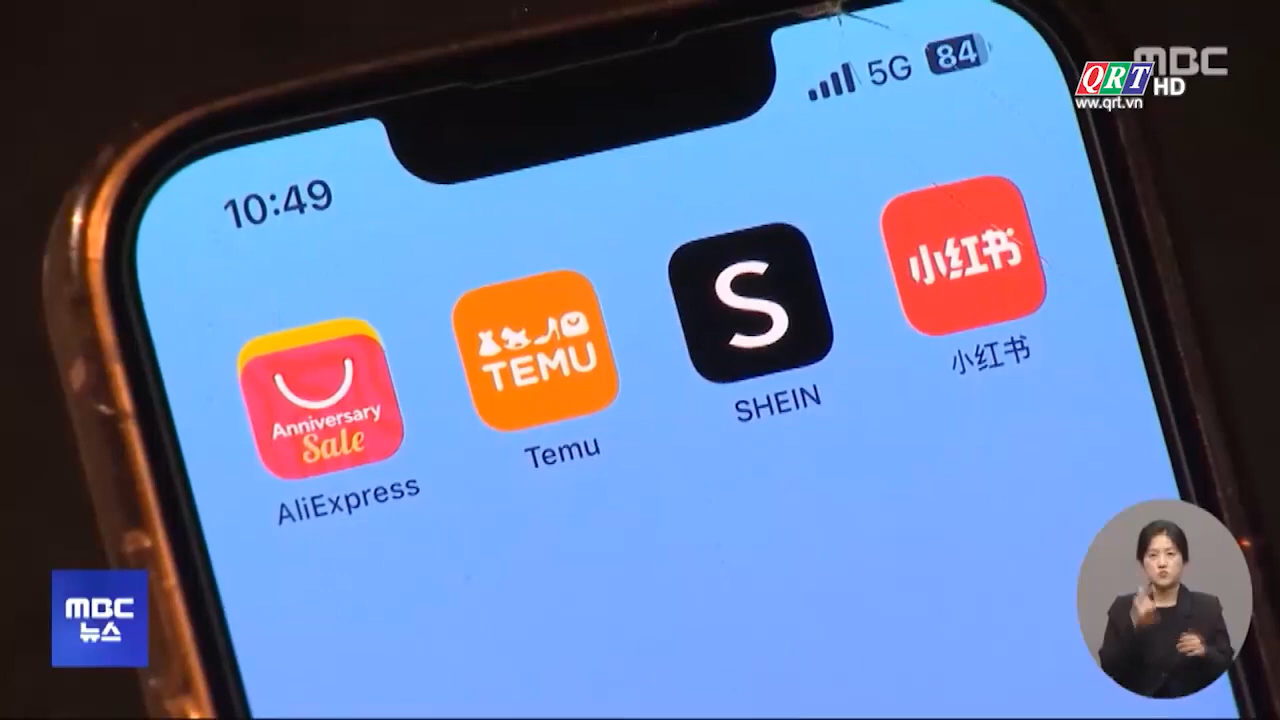 MBC
QRT HD
ww.qrt.vn
10:49
5G 84
小红书
小红书
S
SHEIN
TEMU
Temu
Anniversary
Sale
AliExpress
MBC
뉴스